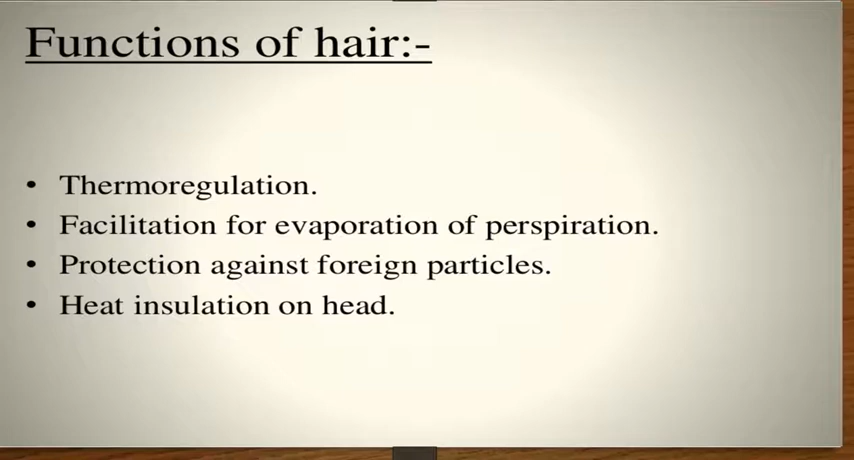 Functions of hair:-
• Thermoregulation.
• Facilitation for evaporation of perspiration.
• Protection against foreign particles.
• Heat insulation on head.